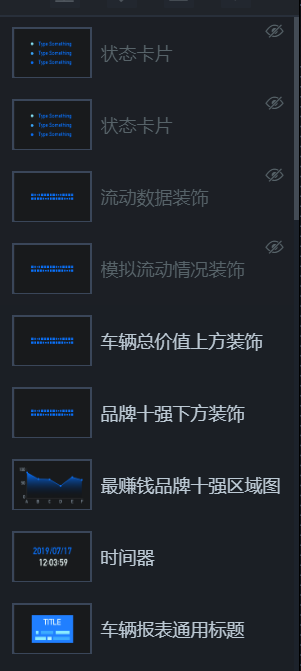 Type Something
Type Something
Type Something
状态卡片
Type Something
Type Something
Type Something
状态卡片
流动数据装饰
模拟流动情况装饰
车辆总价值上方装饰
品牌十强下方装饰
最赚钱品牌十强区域图
2019/07/17
12:03:59
时间器
TITLE
车辆报表通用标题